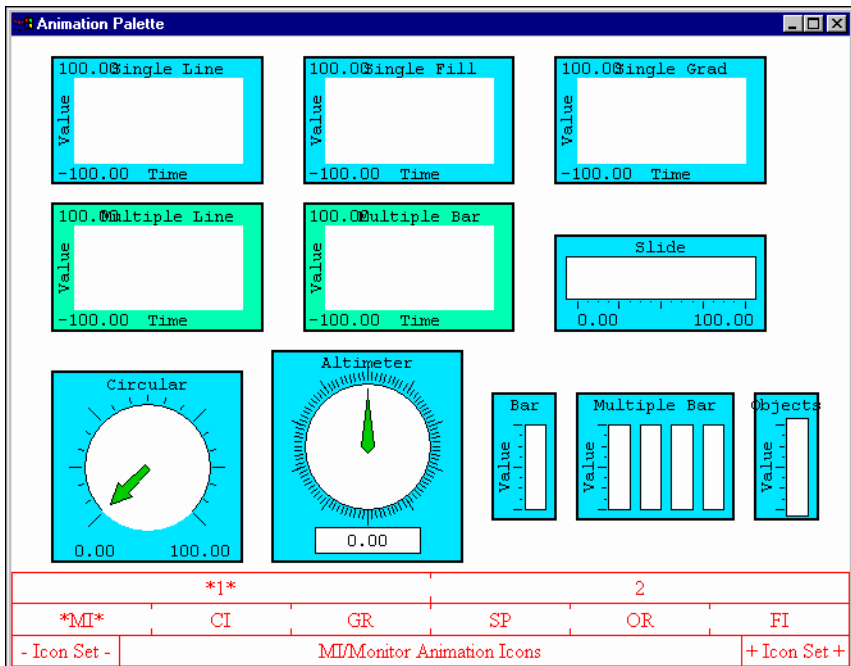 Animation Palette
100.00 Single Line
Value
-100.00 Time
100.00 Single Fill
Value
-100.00 Time
100.00 Single Grad
Value
-100.00 Time
100.00 Multiple Line
Value
-100.00 Time
100.00 Multiple Bar
Value
-100.00 Time
Slide
0.00 100.00
Circular
0.00 100.00
Altimeter
0.00
Bar
Value
Multiple Bar
Value
Objects
Value
*1* 2
*MI* CI GR SP OR FI
- Icon Set - MI/Monitor Animation Icons + Icon Set +